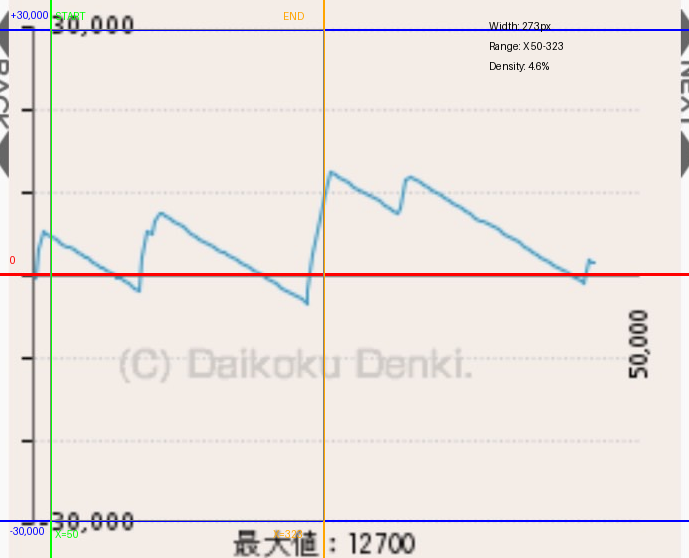 +30,000
START
30,000
END
Width: 273px
Range: X50-323
Density: 4.6%
BACK
NEXT
0
50,000
(C) Daikoku Denki.
-30,000
-30,000
X=50
最大値：12700